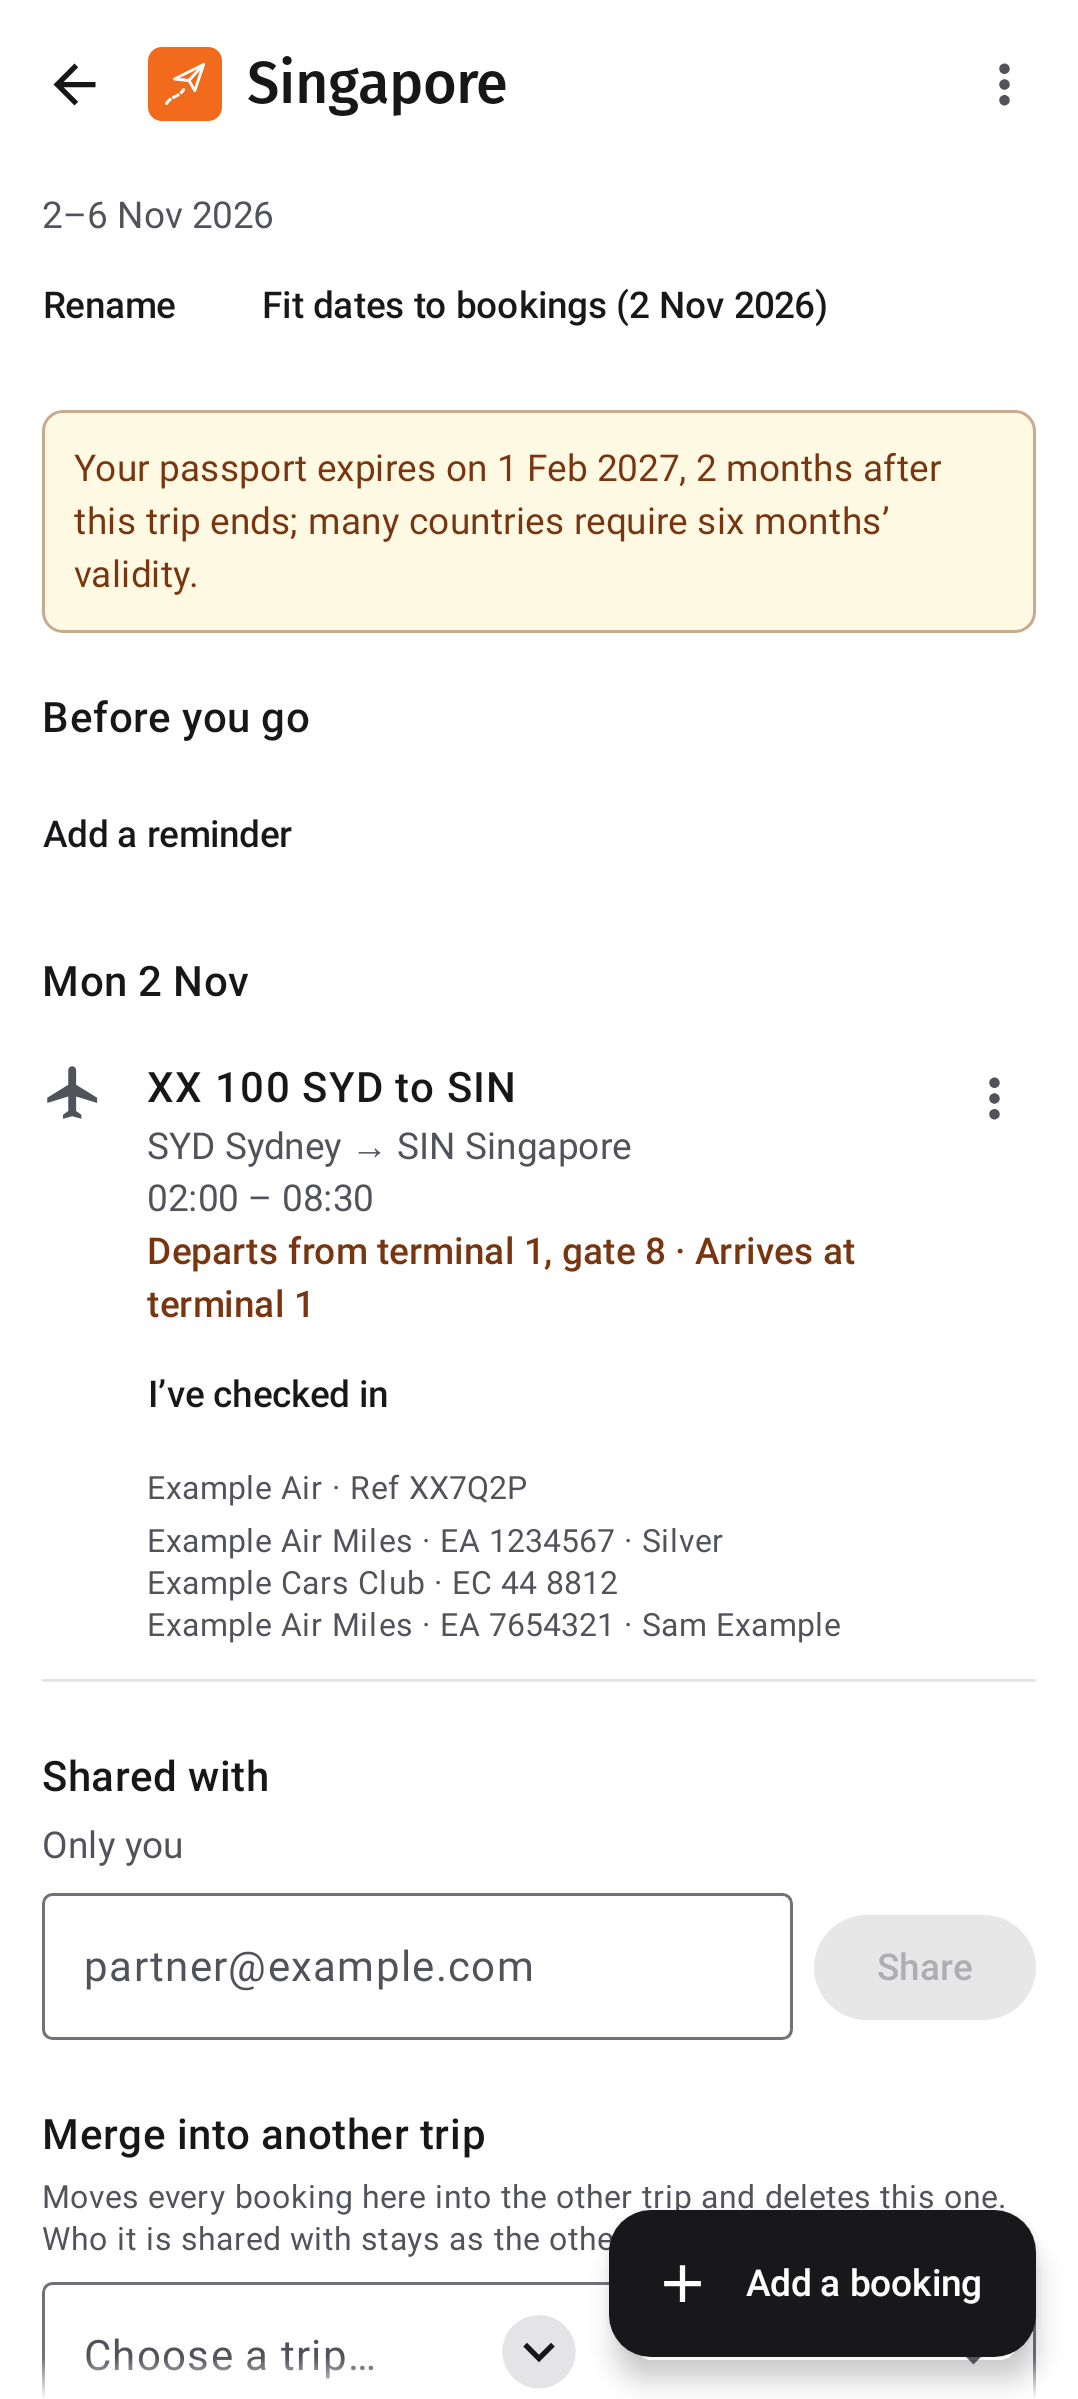 Singapore
2–6 Nov 2026
Rename
Fit dates to bookings (2 Nov 2026)
Your passport expires on 1 Feb 2027, 2 months after
this trip ends; many countries require six months’
validity.
Before you go
Add a reminder
Mon 2 Nov
XX 100 SYD to SIN
SYD Sydney → SIN Singapore
02:00 – 08:30
Departs from terminal 1, gate 8 · Arrives at
terminal 1
I’ve checked in
Example Air · Ref XX7Q2P
Example Air Miles · EA 1234567 · Silver
Example Cars Club · EC 44 8812
Example Air Miles · EA 7654321 · Sam Example
Shared with
Only you
partner@example.com
Share
Merge into another trip
Moves every booking here into the other trip and deletes this one.
Who it is shared with stays as the
Add a booking
Choose a trip…